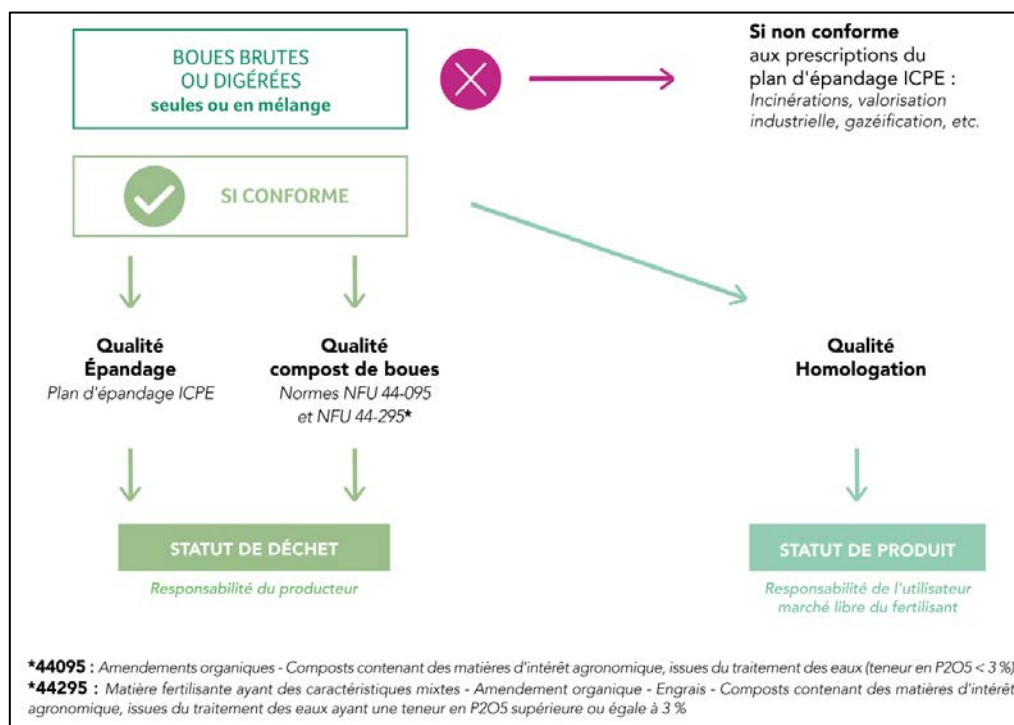 BOUES BRUTES
OU DIGÉRÉES
seules ou en mélange
Si non conforme
aux prescriptions du
plan d'épandage ICPE :
Incinérations, valorisation
industrielle, gazéification, etc.
SI CONFORME
Qualité
Épandage
Plan d'épandage ICPE
Qualité
compost de boues
Normes NFU 44-095
et NFU 44-295*
Qualité
Homologation
STATUT DE DÉCHET
Responsabilité du producteur
STATUT DE PRODUIT
Responsabilité de l'utilisateur
marché libre du fertilisant
*44095 : Amendements organiques - Composts contenant des matières d'intérêt agronomique, issues du traitement des eaux (teneur en P2O5 < 3 %)
*44295 : Matière fertilisante ayant des caractéristiques mixtes - Amendement organique - Engrais - Composts contenant des matières d'intérêt
agronomique, issues du traitement des eaux ayant une teneur en P2O5 supérieure ou égale à 3 %